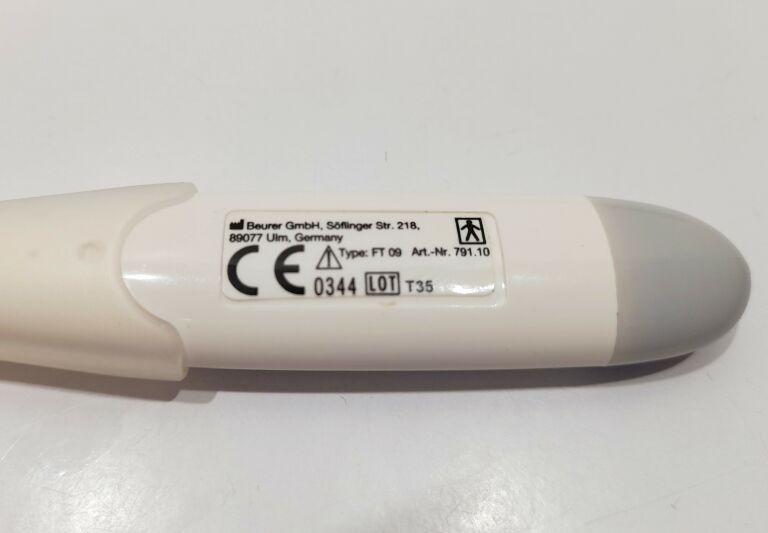 Beurer GmbH, Söflinger Str. 218,
89077 Ulm, Germany
CE Type: FT 09 Art.-Nr. 791.10
0344 LOT T35